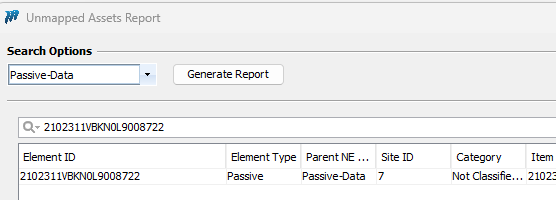 Unmapped Assets Report
Search Options
Passive-Data Generate Report
2102311VBKN0L9008722
Element ID Element Type Parent NE ... Site ID Category Item
2102311VBKN0L9008722 Passive Passive-Data 7 Not Classifie... 21023